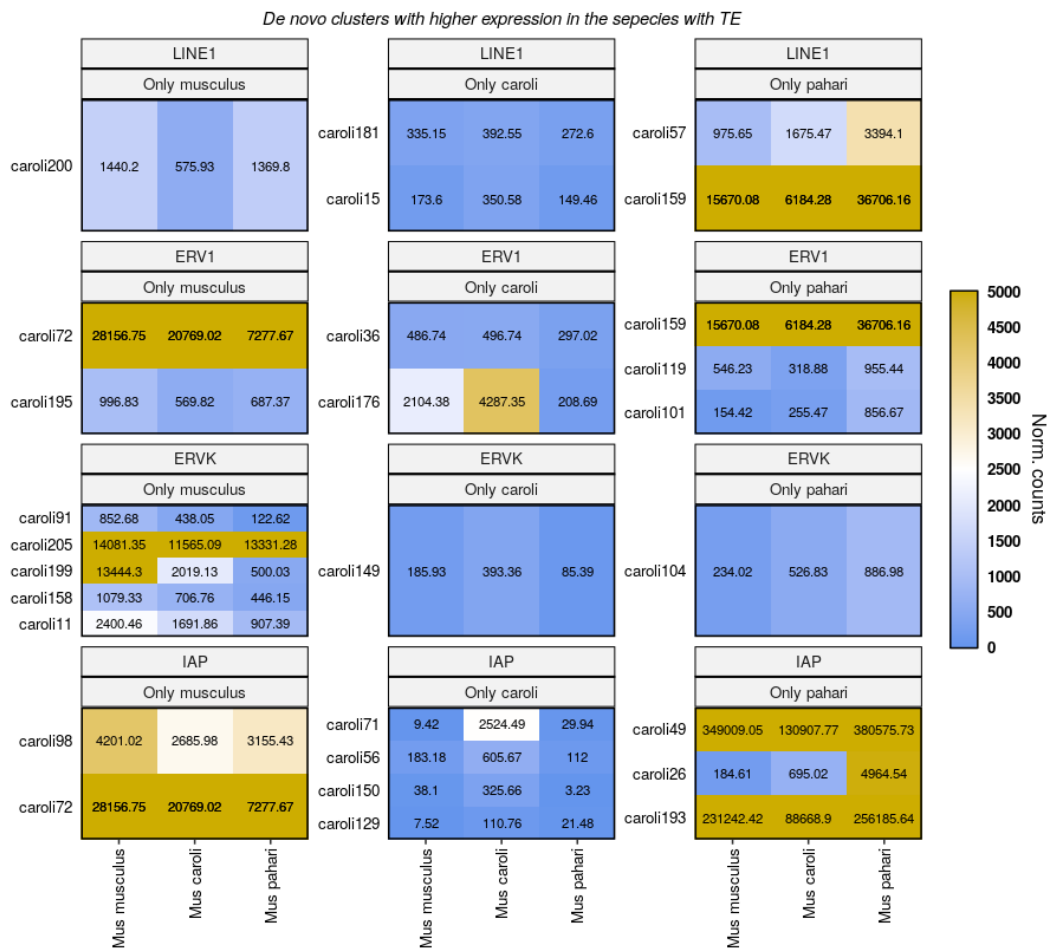 De novo clusters with higher expression in the sepecies with TE
LINE1
Only musculus
caroli200
1440.2 575.93 1369.8
LINE1
Only caroli
caroli181 335.15 392.55 272.6
caroli15 173.6 350.58 149.46
LINE1
Only pahari
caroli57 975.65 1675.47 3394.1
caroli159 15670.08 6184.28 36706.16
ERV1
Only musculus
caroli72 28156.75 20769.02 7277.67
caroli195 996.83 569.82 687.37
ERV1
Only caroli
caroli36 486.74 496.74 297.02
caroli176 2104.38 4287.35 208.69
ERV1
Only pahari
caroli159 15670.08 6184.28 36706.16
caroli119 546.23 318.88 955.44
caroli101 154.42 255.47 856.67
ERVK
Only musculus
caroli91 852.68 438.05 122.62
caroli205 14081.35 11565.09 13331.28
caroli199 13444.3 2019.13 500.03
caroli158 1079.33 706.76 446.15
caroli11 2400.46 1691.86 907.39
ERVK
Only caroli
caroli149 185.93 393.36 85.39
ERVK
Only pahari
caroli104 234.02 526.83 886.98
IAP
Only musculus
caroli98 4201.02 2685.98 3155.43
caroli72 28156.75 20769.02 7277.67
IAP
Only caroli
caroli71 9.42 2524.49 29.94
caroli56 183.18 605.67 112
caroli150 38.1 325.66 3.23
caroli129 7.52 110.76 21.48
IAP
Only pahari
caroli49 349009.05 130907.77 380575.73
caroli26 184.61 695.02 4964.54
caroli193 231242.42 88668.9 256185.64
Mus musculus
Mus caroli
Mus pahari
Mus musculus
Mus caroli
Mus pahari
Mus musculus
Mus caroli
Mus pahari
5000
4500
4000
3500
3000
2500
2000
1500
1000
500
0
Norm. counts